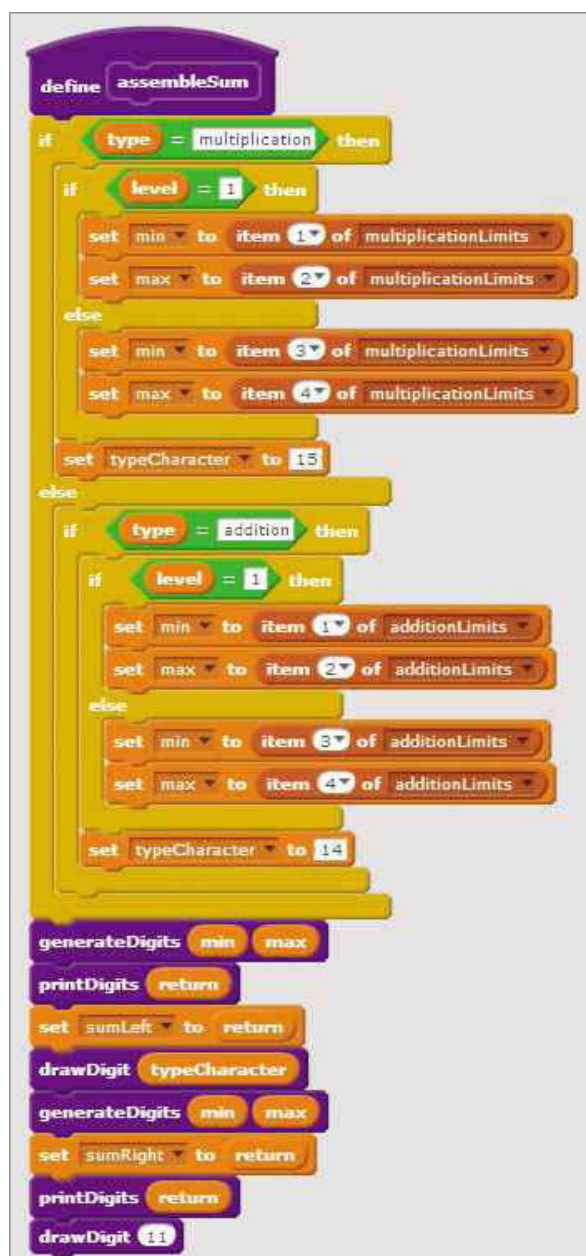 define assembleSum
if type = multiplication then
if level = 1 then
set min to item 1 of multiplicationLimits
set max to item 2 of multiplicationLimits
else
set min to item 3 of multiplicationLimits
set max to item 4 of multiplicationLimits
set typeCharacter to 15
else
if type = addition then
if level = 1 then
set min to item 1 of additionLimits
set max to item 2 of additionLimits
else
set min to item 3 of additionLimits
set max to item 4 of additionLimits
set typeCharacter to 14
generateDigits min max
printDigits return
set sumLeft to return
drawDigit typeCharacter
generateDigits min max
set sumRight to return
printDigits return
drawDigit 11